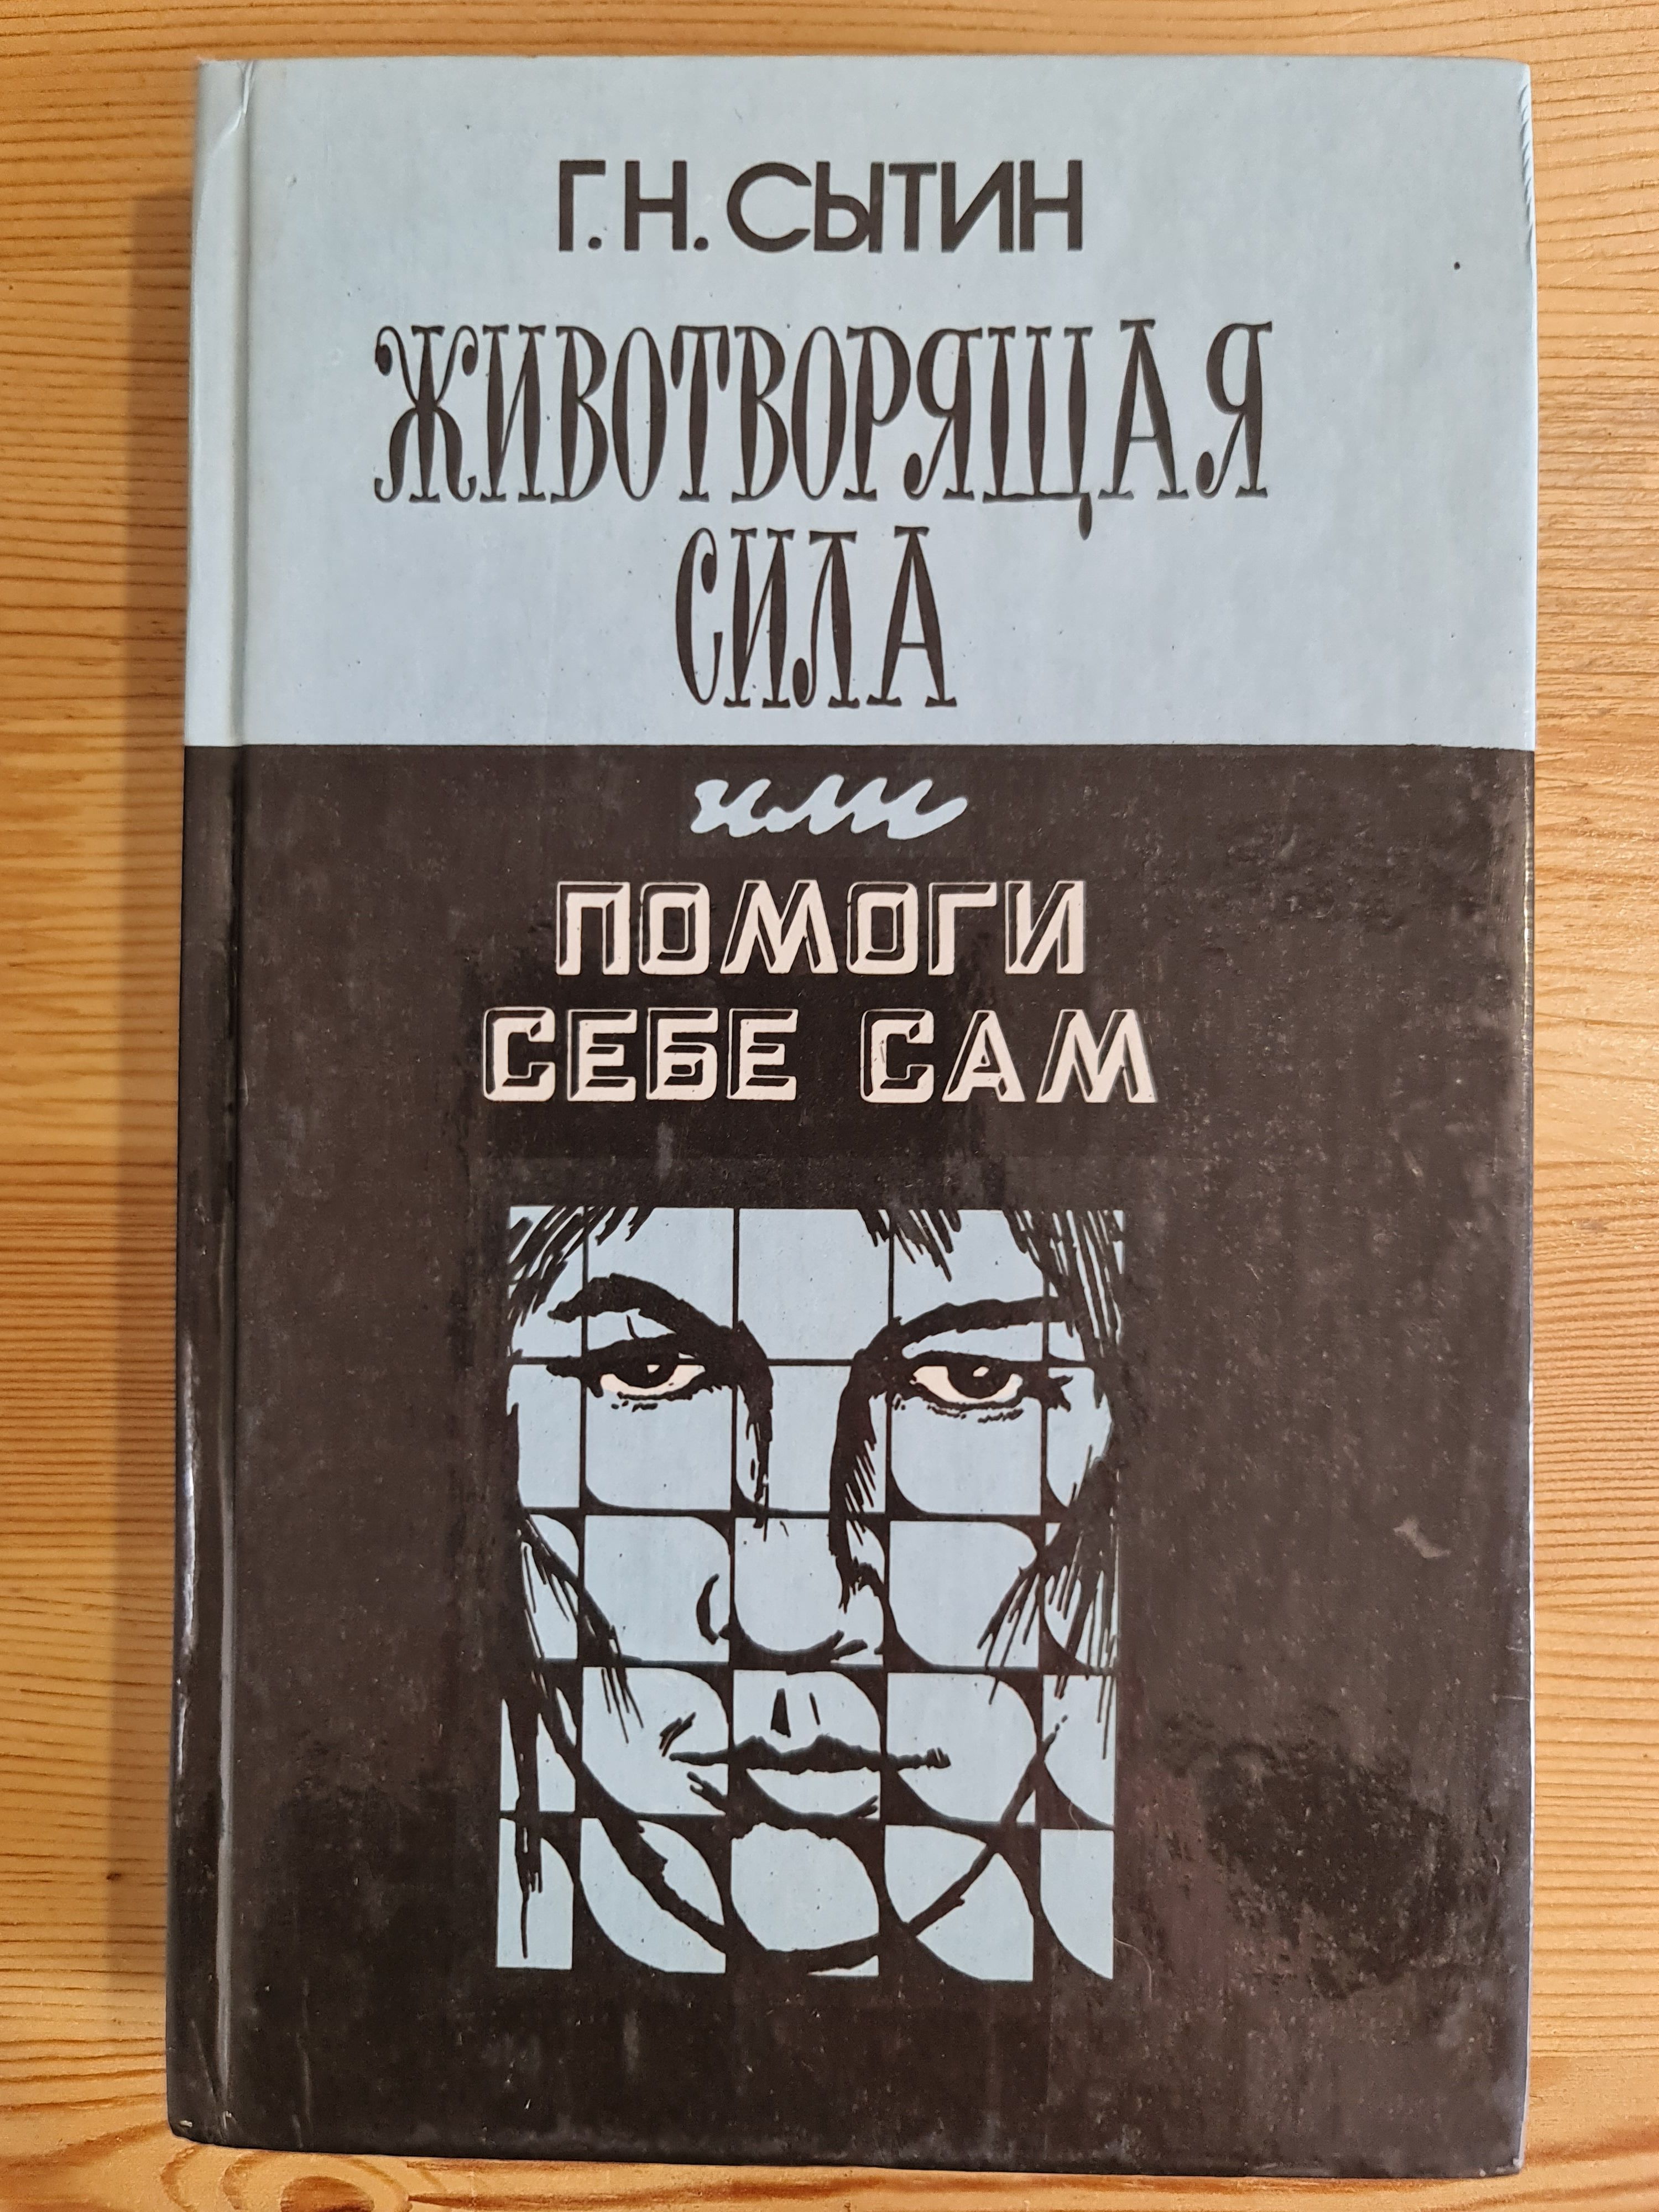 Г. Н. СЫТИН
ЖИВОТВОРЯЩАЯ
СИЛА
или
ПОМОГИ
СЕБЕ САМ